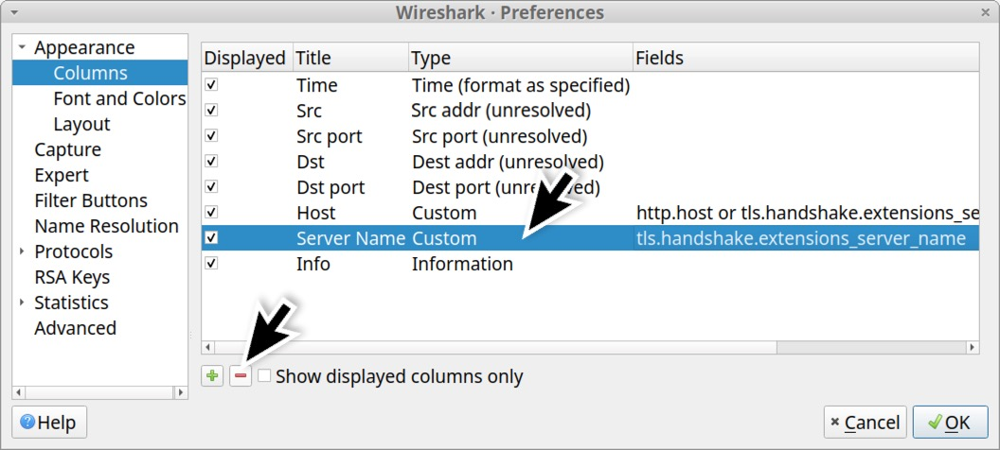 Wireshark · Preferences
Appearance
Columns
Font and Colors
Layout
Capture
Expert
Filter Buttons
Name Resolution
Protocols
RSA Keys
Statistics
Advanced
Displayed Title Type Fields
Time Time (format as specified)
Src Src addr (unresolved)
Src port Src port (unresolved)
Dst Dest addr (unresolved)
Dst port Dest port (unresolved)
Host Custom http.host or tls.handshake.extensions_se
Server Name Custom tls.handshake.extensions_server_name
Info Information
Show displayed columns only
Help
Cancel
OK